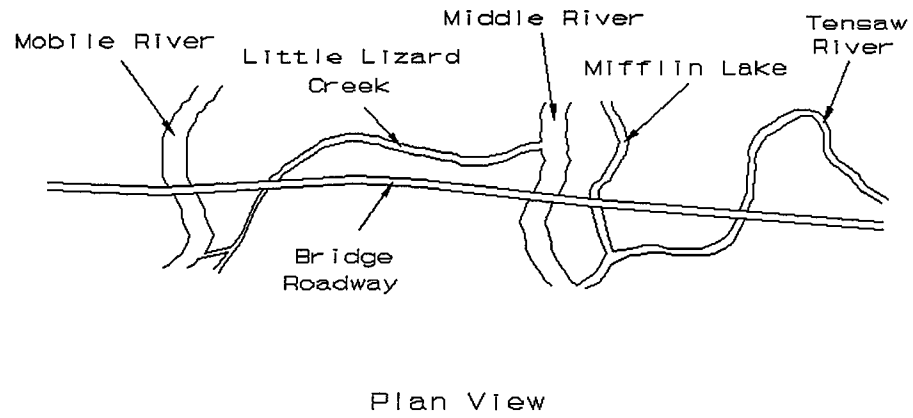 Mobile River
Little Lizard
Creek
Middle River
Mifflin Lake
Tensaw
River
Bridge
Roadway
Plan View